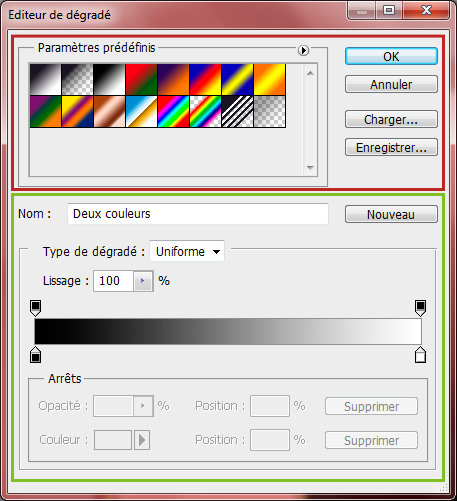 Editeur de dégradé
Paramètres prédéfinis
OK
Annuler
Charger...
Enregistrer...
Nom : Deux couleurs
Nouveau
Type de dégradé : Uniforme
Lissage : 100 %
Arrêts
Opacité : % Position : % Supprimer
Couleur : Position : % Supprimer